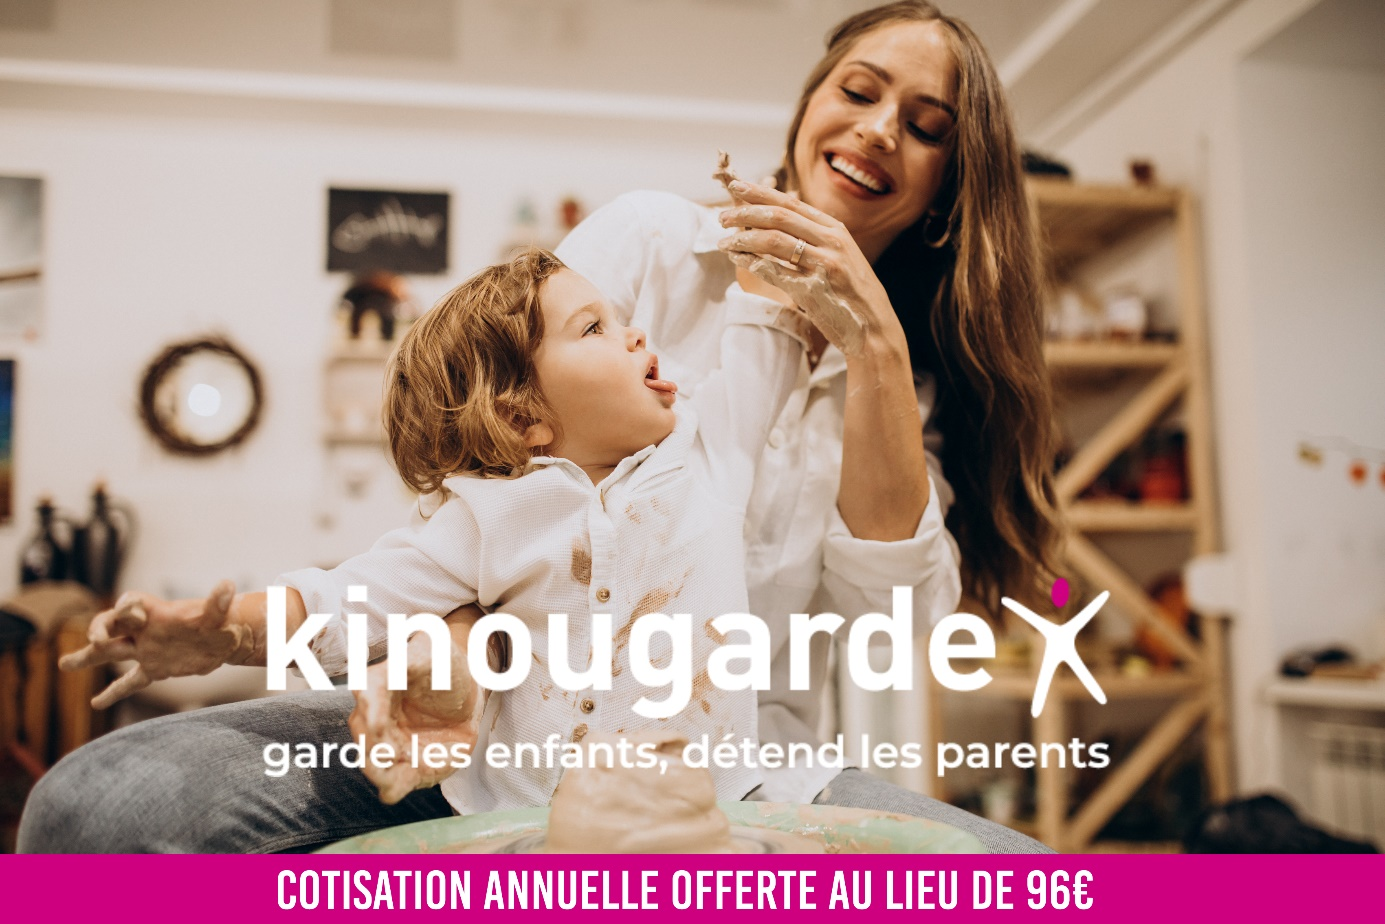 kinougarde
garde les enfants, détend les parents
COTISATION ANNUELLE OFFERTE AU LIEU DE 96€